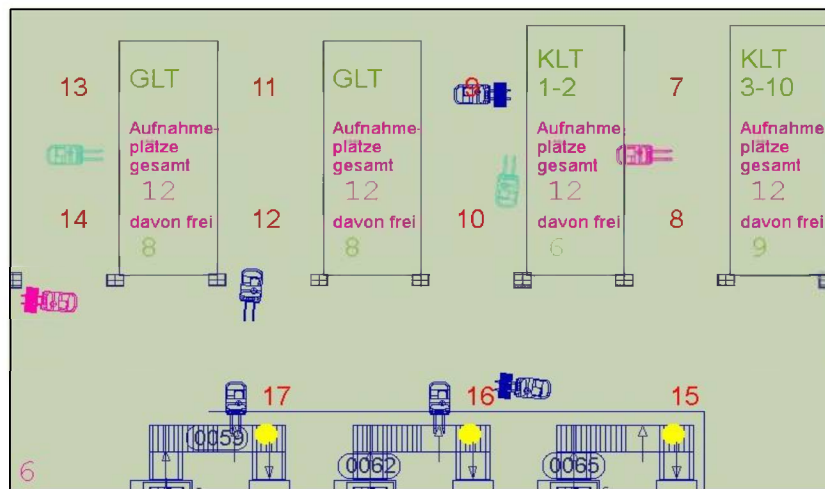 13
GLT
11
GLT
9
KLT
1-2
7
KLT
3-10
Aufnahme-
plätze
gesamt
12
davon frei
8
Aufnahme-
plätze
gesamt
12
davon frei
8
Aufnahme
plätze
gesamt
12
davon frei
6
Aufnahme
plätze
gesamt
12
davon frei
9
14
12
10
8
17
16
15
0059
0062
0065
6